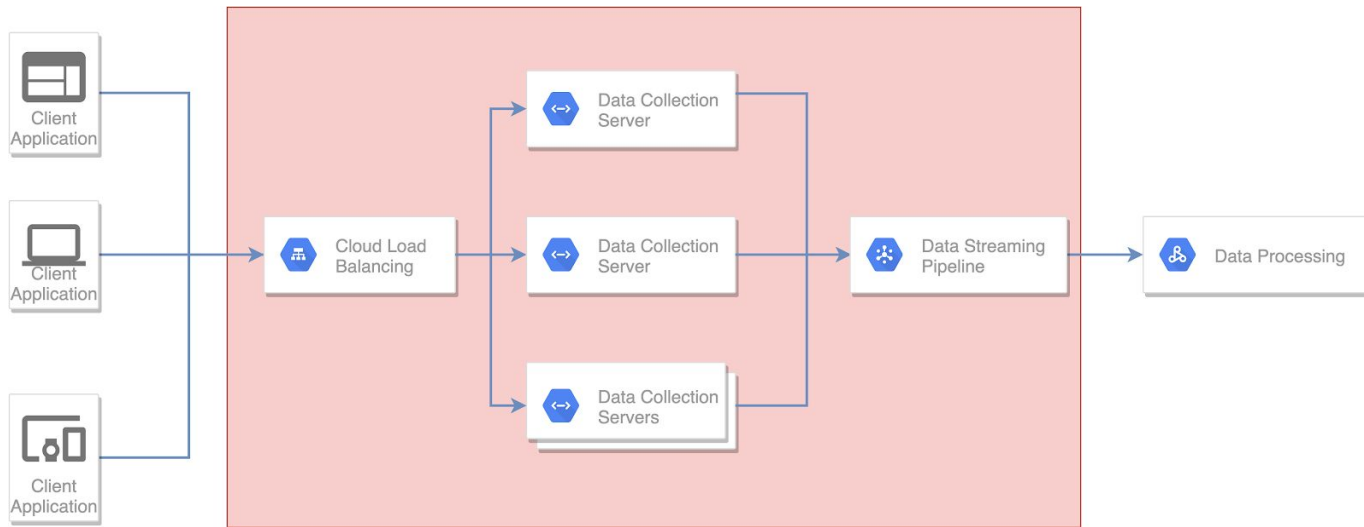 Client
Application
Client
Application
Client
Application
Cloud Load
Balancing
Data Collection
Server
Data Collection
Server
Data Collection
Servers
Data Streaming
Pipeline
Data Processing